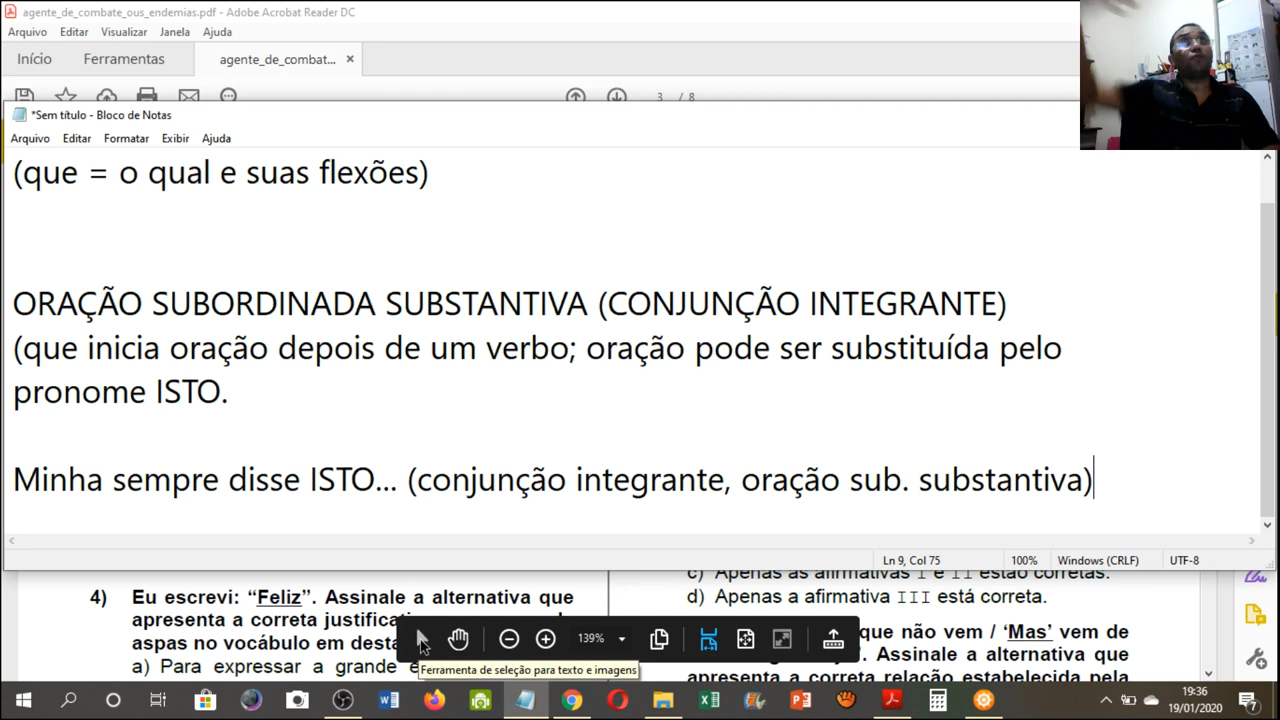 agente_de_combate_ous_endemias.pdf - Adobe Acrobat Reader DC
Arquivo Editar Visualizar Janela Ajuda
Início Ferramentas agente_de_combat... ×
3 / 8
*Sem título - Bloco de Notas
Arquivo Editar Formatar Exibir Ajuda
(que = o qual e suas flexões)
ORAÇÃO SUBORDINADA SUBSTANTIVA (CONJUNÇÃO INTEGRANTE)
(que inicia oração depois de um verbo; oração pode ser substituída pelo
pronome ISTO.
Minha sempre disse ISTO... (conjunção integrante, oração sub. substantiva)
Ln 9, Col 75 100% Windows (CRLF) UTF-8
4) Eu escrevi: “Feliz”. Assinale a alternativa que
apresenta a correta justificat
aspas no vocábulo em desta
a) Para expressar a grande e
c) Apenas as afirmativas I e II estão corretas.
d) Apenas a afirmativa III está correta.
que não vem / ‘Mas’ vem de
. Assinale a alternativa que
apresenta a correta relação estabelecida pela
139%
Ferramenta de seleção para texto e imagens
19:36
19/01/2020
7